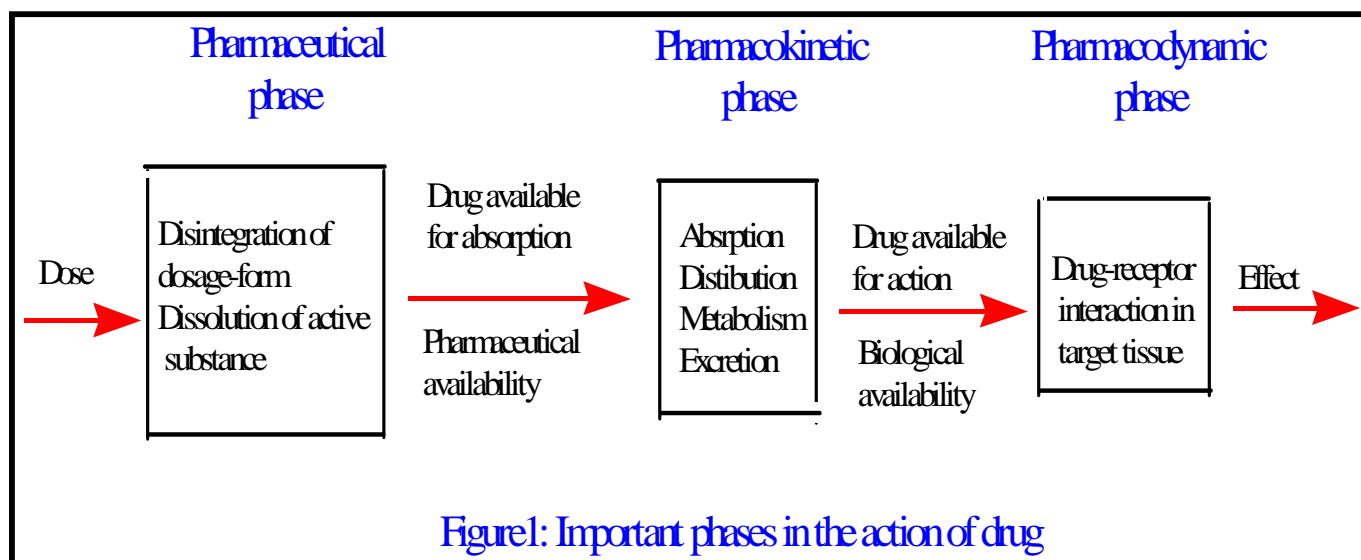 Pharmaceutical
phase
Pharmacokinetic
phase
Pharmacodynamic
phase
Dose
Disintegration of
dosage-form
Dissolution of active
substance
Drug available
for absorption
Pharmaceutical
availability
Absrption
Distibution
Metabolism
Excretion
Drug available
for action
Biological
availability
Drug-receptor
interaction in
target tissue
Effect
Figure1: Important phases in the action of drug